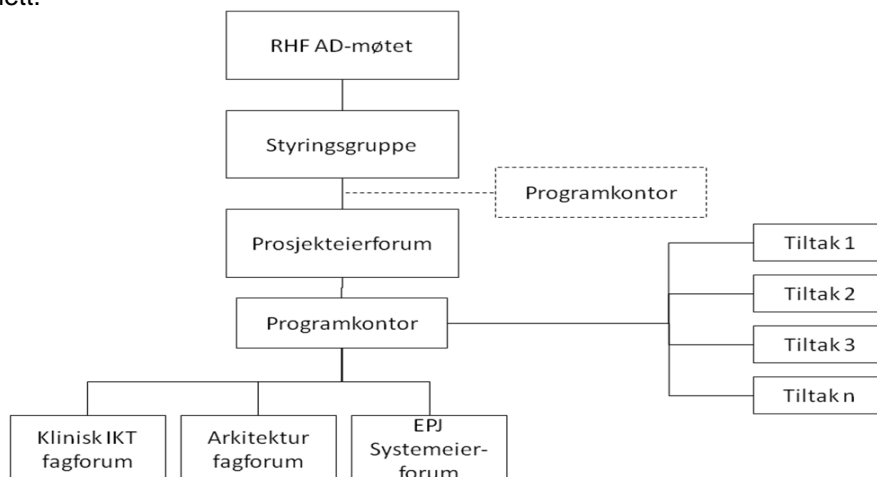 RHF AD-møtet
Styringsgruppe
Programkontor
Prosjekteierforum
Tiltak 1
Tiltak 2
Programkontor
Tiltak 3
Tiltak n
Klinisk IKT
fagforum
Arkitektur
fagforum
EPJ
Systemeier-
forum